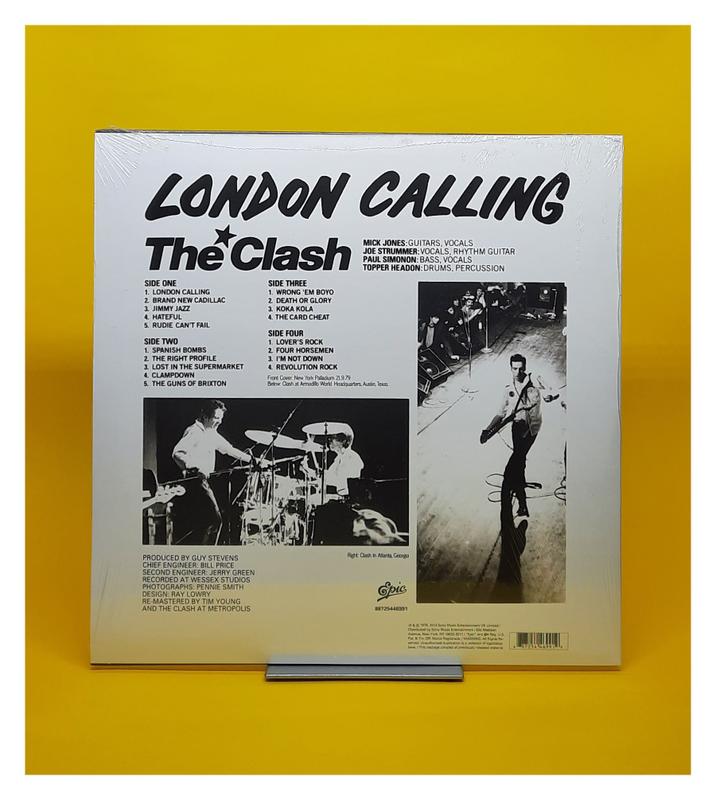 LONDON CALLING
The Clash
MICK JONES: GUITARS, VOCALS
JOE STRUMMER: VOCALS, RHYTHM GUITAR
PAUL SIMONON: BASS, VOCALS
TOPPER HEADON: DRUMS, PERCUSSION
SIDE ONE
1. LONDON CALLING
2. BRAND NEW CADILLAC
3. JIMMY JAZZ
4. HATEFUL
5. RUDIE CAN'T FAIL
SIDE TWO
1. SPANISH BOMBS
2. THE RIGHT PROFILE
3. LOST IN THE SUPERMARKET
4. CLAMPDOWN
5. THE GUNS OF BRIXTON
SIDE THREE
1. WRONG 'EM BOYO
2. DEATH OR GLORY
3. KOKA KOLA
4. THE CARD CHEAT
SIDE FOUR
1. LOVER'S ROCK
2. FOUR HORSEMEN
3. I'M NOT DOWN
4. REVOLUTION ROCK
Front Cover: New York Palladium 21.9.79
Below: Clash at Armadillo World Headquarters, Austin, Texas.
Right: Clash in Atlanta, Georgia
PRODUCED BY GUY STEVENS
CHIEF ENGINEER: BILL PRICE
SECOND ENGINEER: JERRY GREEN
RECORDED AT WESSEX STUDIOS
PHOTOGRAPHS: PENNIE SMITH
DESIGN: RAY LOWRY
RE-MASTERED BY TIM YOUNG
AND THE CLASH AT METROPOLIS
Epic
88725446991